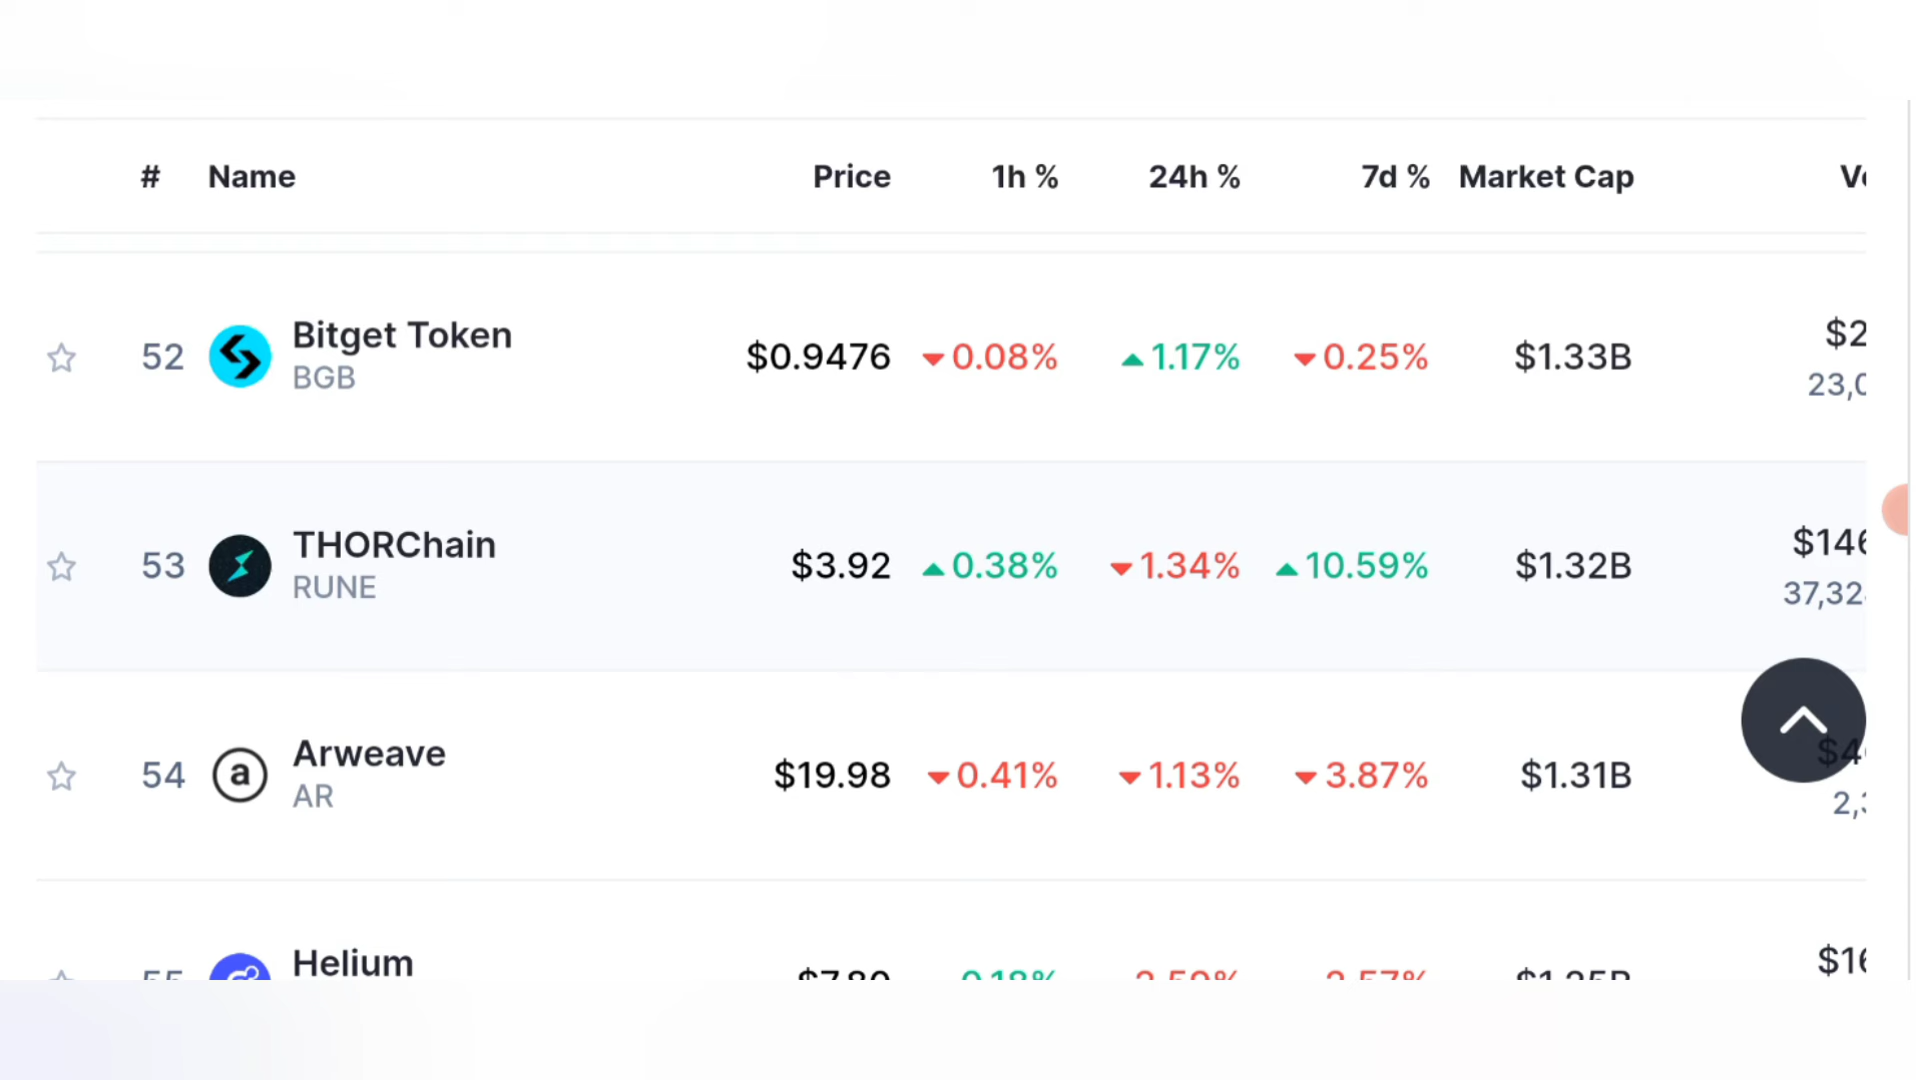 # Name Price 1h % 24h % 7d % Market Cap
52 Bitget Token BGB $0.9476 0.08% 1.17% 0.25% $1.33B
53 THORChain RUNE $3.92 0.38% 1.34% 10.59% $1.32B
54 a Arweave AR $19.98 0.41% 1.13% 3.87% $1.31B
Helium